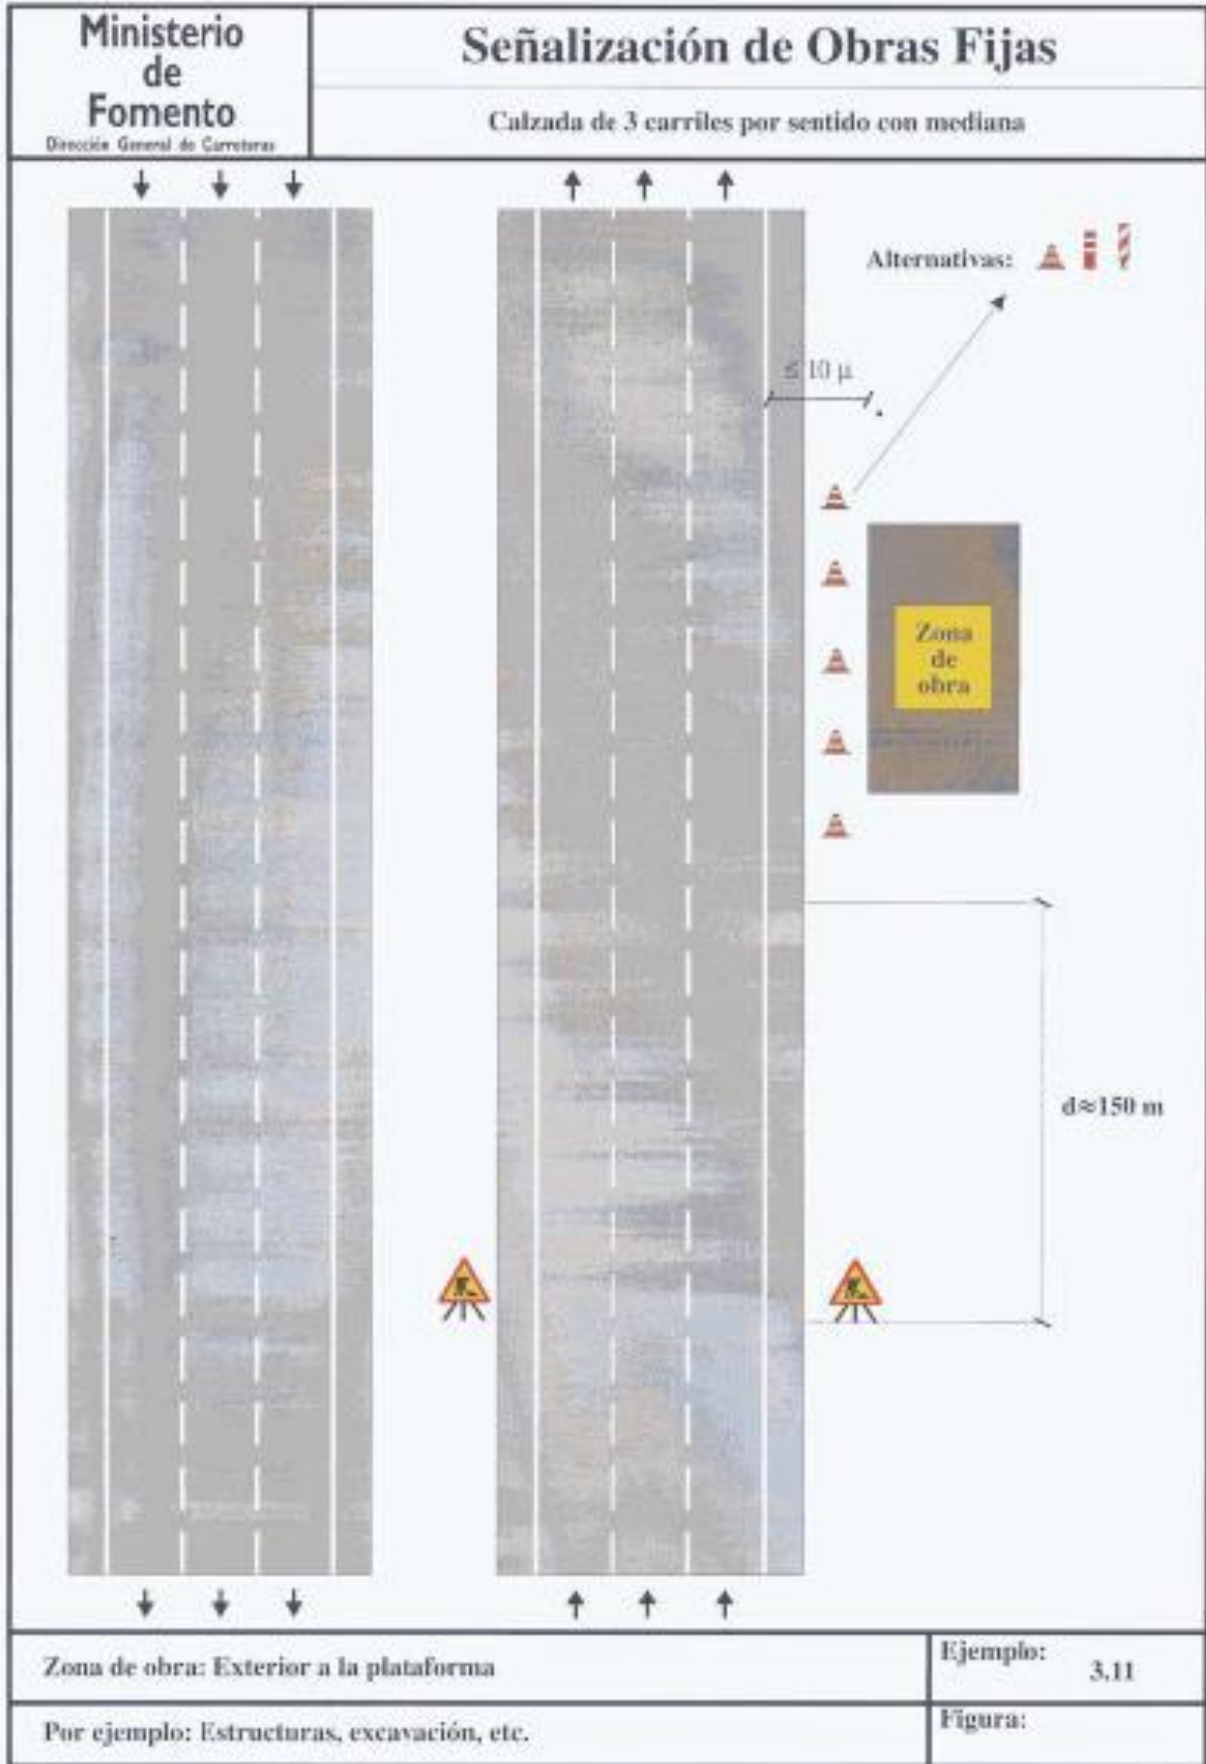 Ministerio
de
Fomento
Dirección General de Carreteras
Señalización de Obras Fijas
Calzada de 3 carriles por sentido con mediana
Alternativas:
≤ 10 μ
Zona
de
obra
d≈150 m
Zona de obra: Exterior a la plataforma
Ejemplo:
3.11
Por ejemplo: Estructuras, excavación, etc.
Figura: